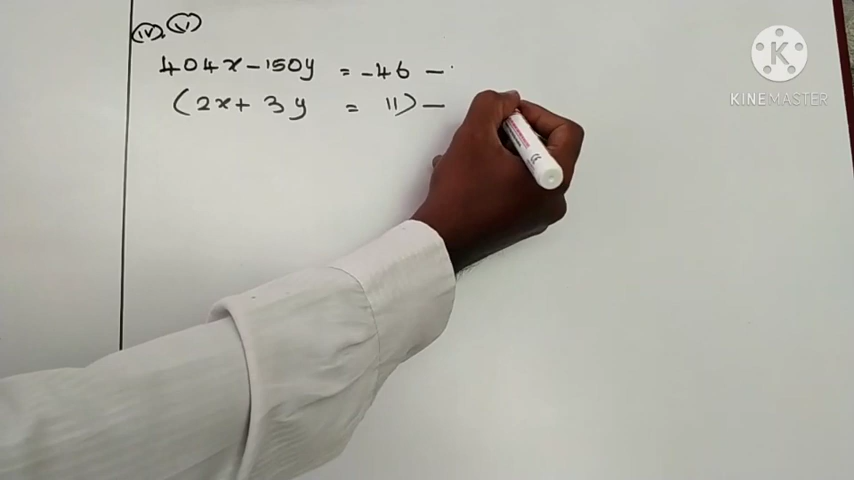 (iv), (v)
404x - 150y = -46 -
(2x + 3y = 11) -
K
KINEMASTER